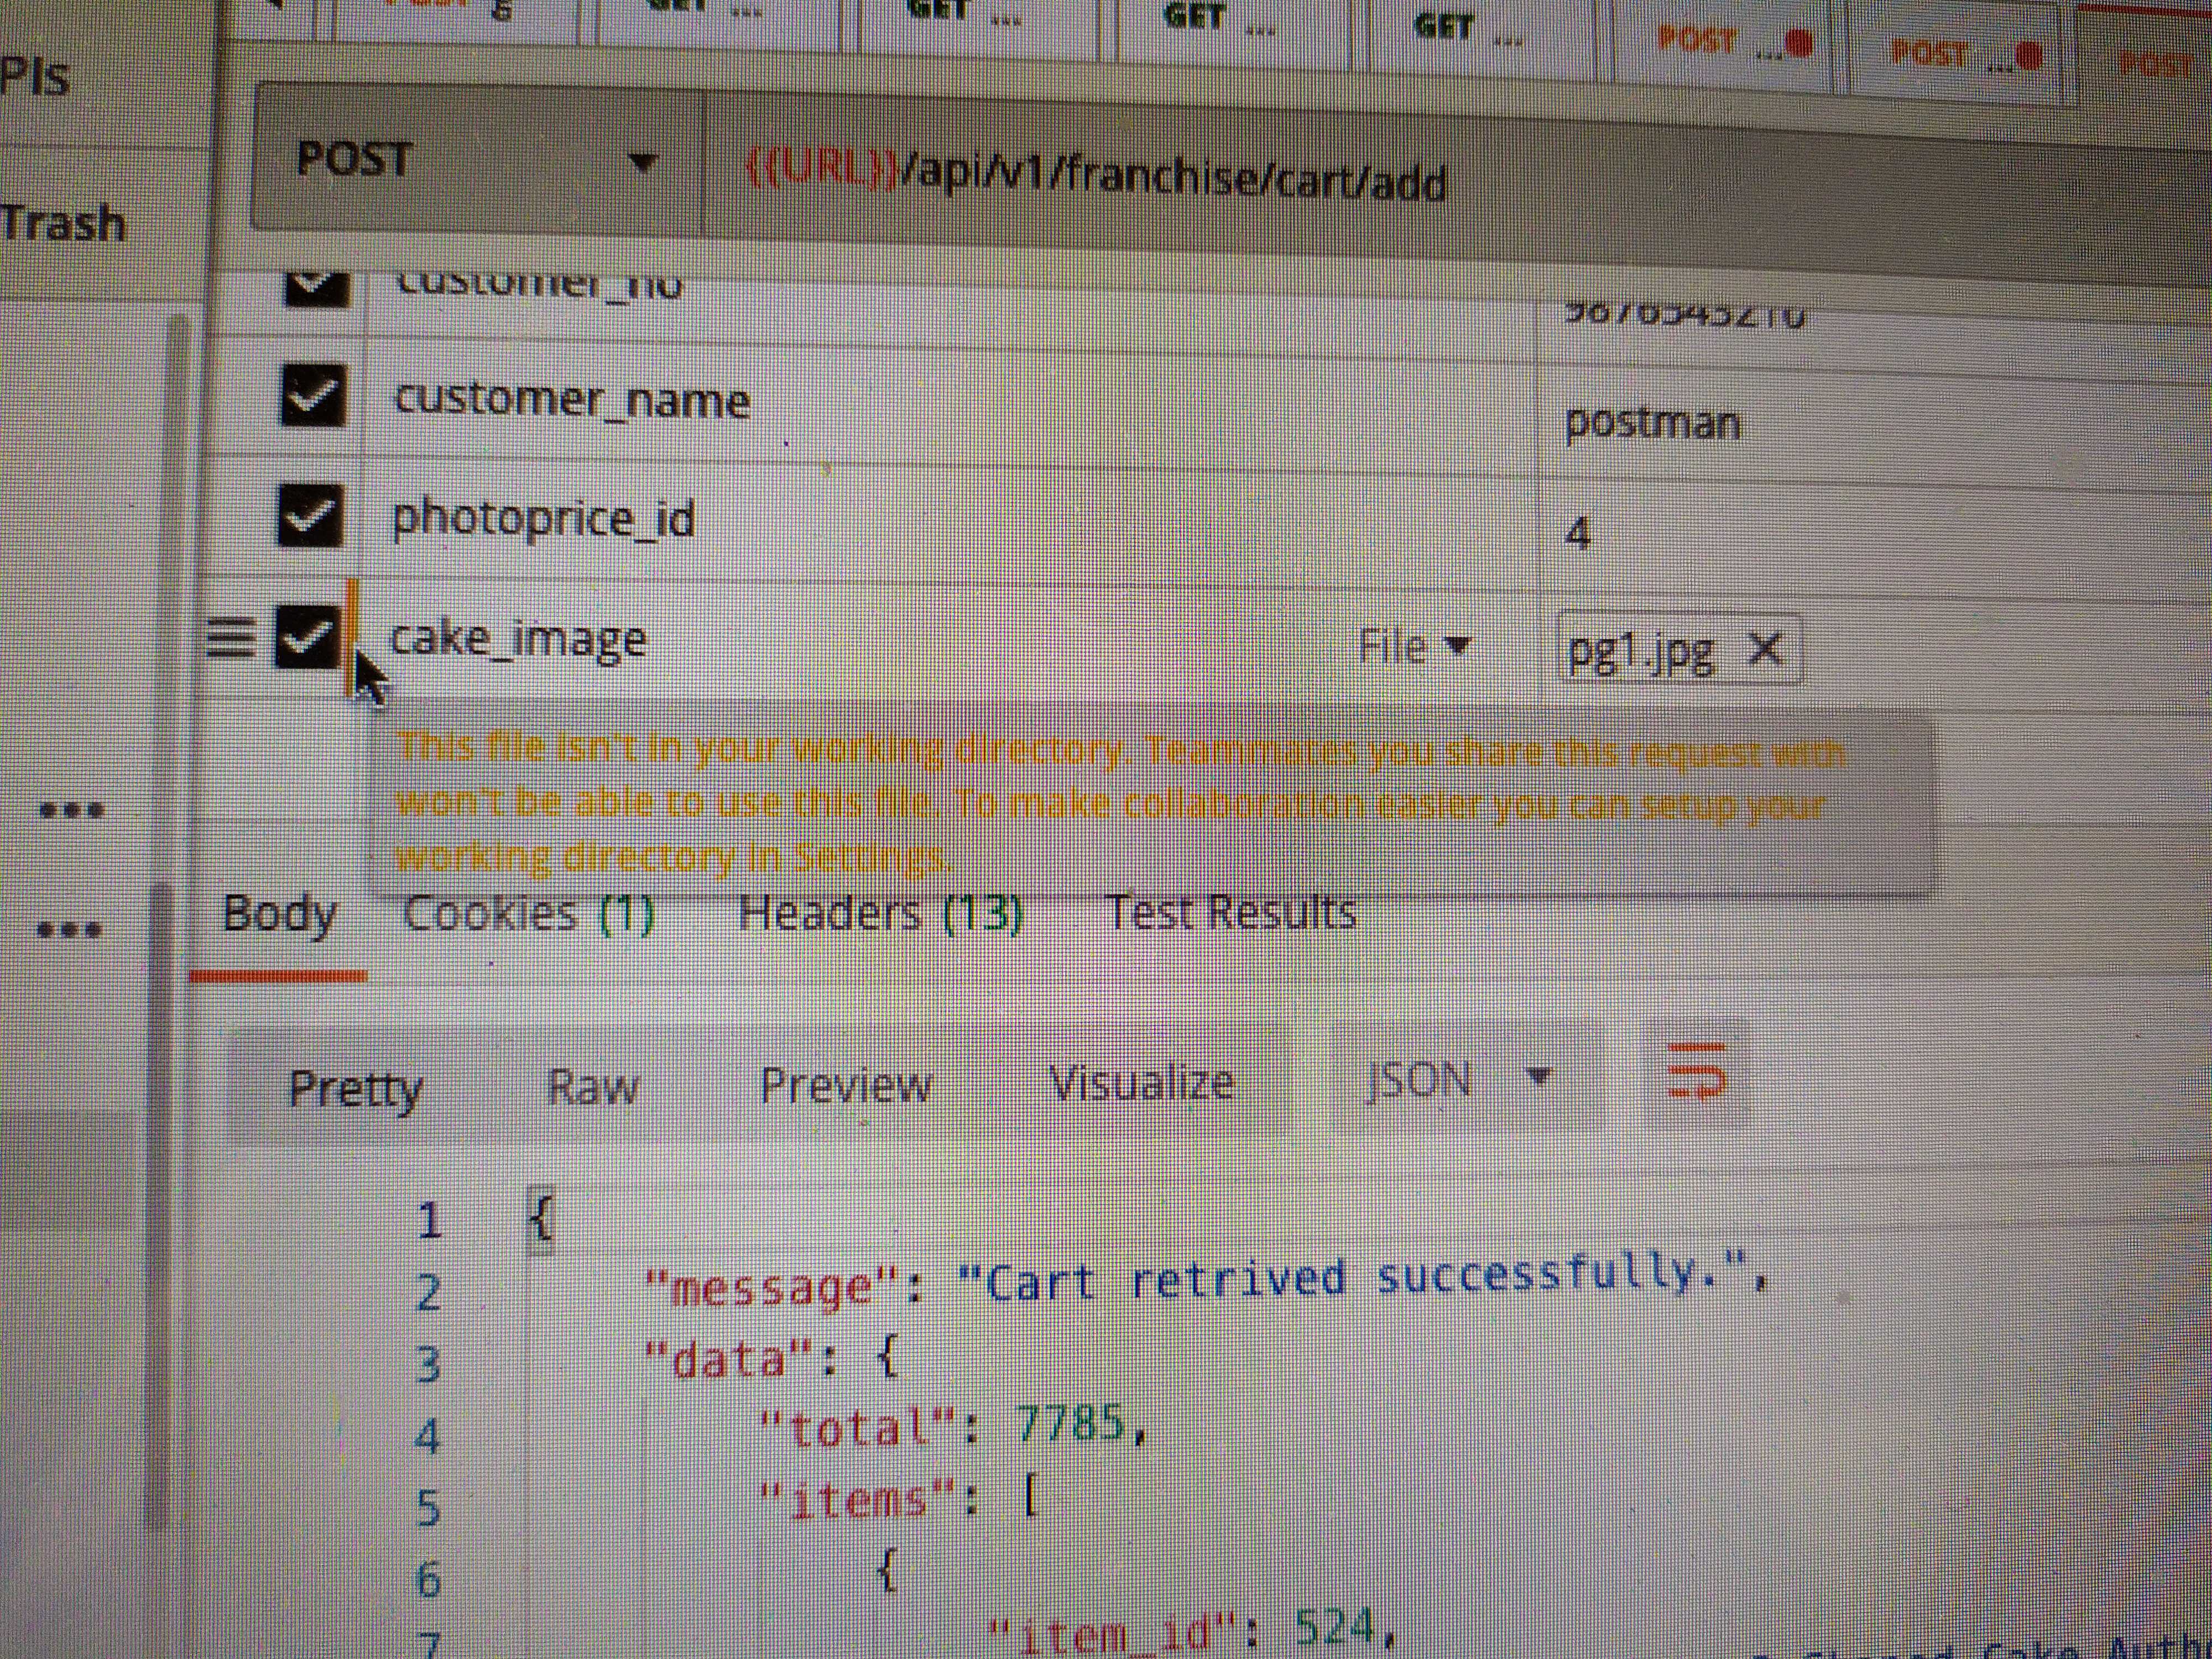 PIs
Trash
GET ...
GET ...
GET ...
GET ...
POST ...
POST ...
POST
POST
{{URL}}/api/v1/franchise/cart/add
customer_no
9876543210
customer_name
postman
photoprice_id
4
cake_image
File
pg1.jpg
This file isn't in your working directory. Teammates you share this request with
won't be able to use this file. To make collaboration easier you can setup your
working directory in Settings.
Body
Cookies (1)
Headers (13)
Test Results
Pretty
Raw
Preview
Visualize
JSON
1 {
2 "message": "Cart retrived successfully.",
3 "data": {
4 "total": 7785,
5 "items": [
6 {
7 "item_id": 524,